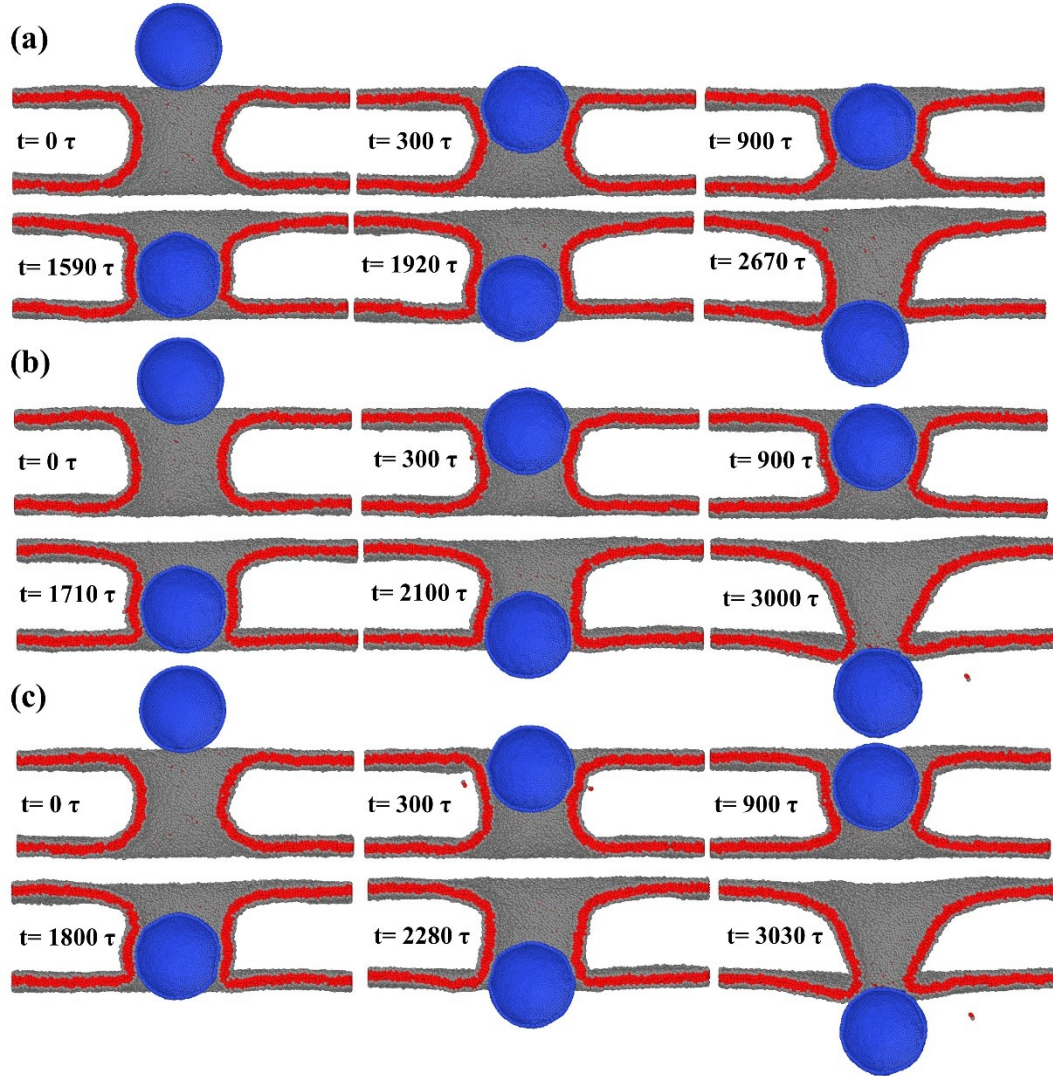 (a)
t= 0 τ
t= 300 τ
t= 900 τ
t= 1590 τ
t= 1920 τ
t= 2670 τ
(b)
t= 0 τ
t= 300 τ
t= 900 τ
t= 1710 τ
t= 2100 τ
t= 3000 τ
(c)
t= 0 τ
t= 300 τ
t= 900 τ
t= 1800 τ
t= 2280 τ
t= 3030 τ